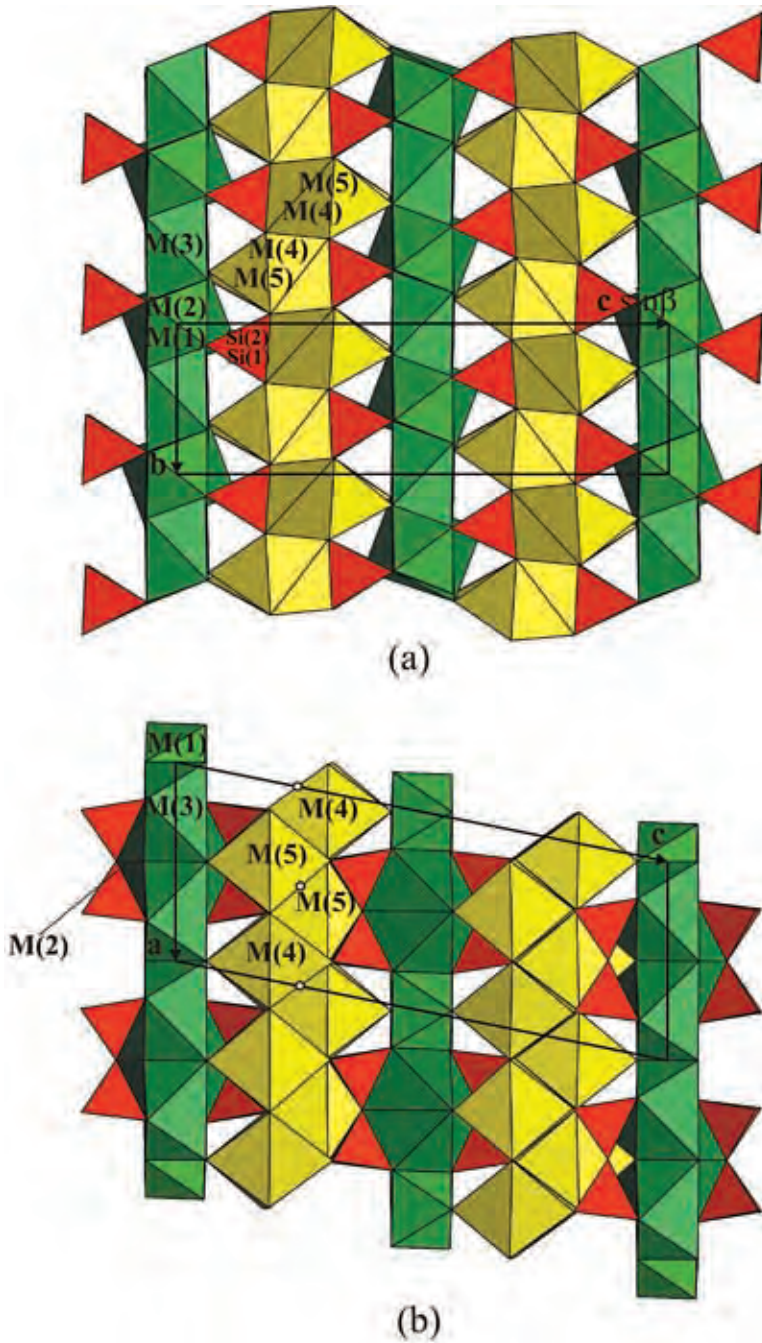 M(5)
M(4)
M(3)
M(4)
M(5)
M(2)
c sinβ
M(1)
Si(2)
Si(1)
b
(a)
M(1)
M(3)
M(4)
c
M(5)
M(5)
M(2)
a
M(4)
(b)